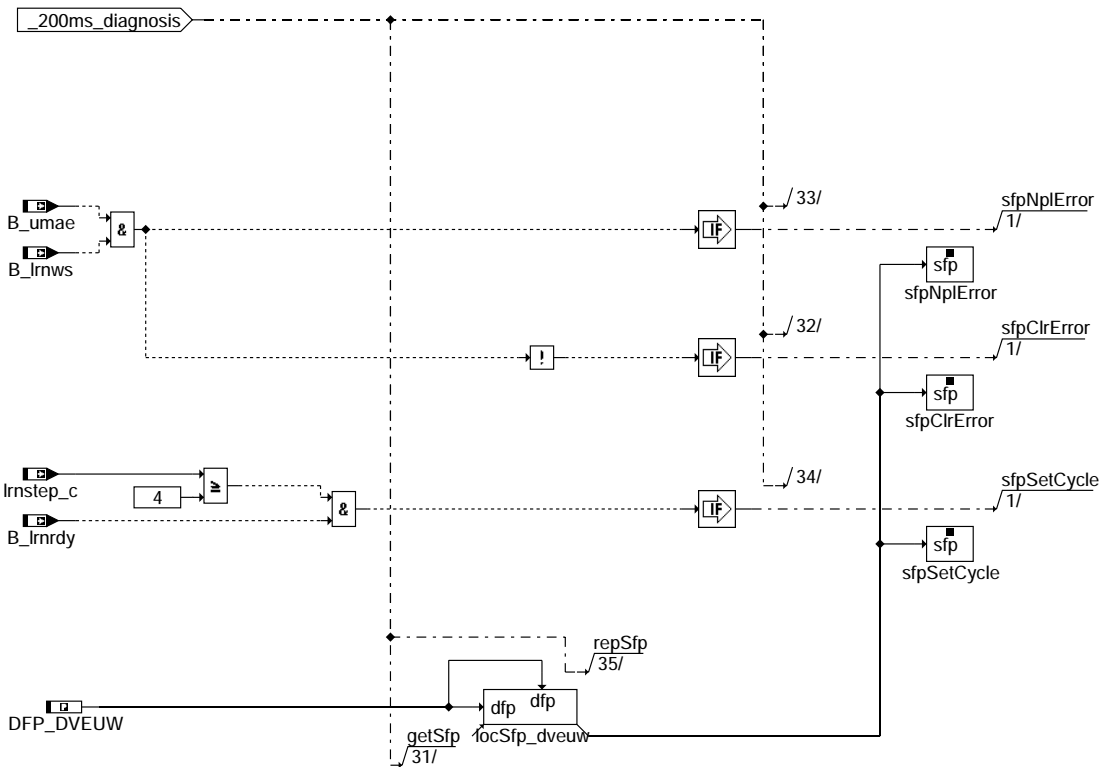 _200ms_diagnosis
33/
sfpNplError
1/
B_umae
&
IF
B_lrnws
sfp
sfpNplError
32/
sfpClrError
1/
!
IF
sfp
sfpClrError
34/
sfpSetCycle
1/
lrnstep_c
4
≥
&
IF
B_lrnrdy
sfp
sfpSetCycle
repSfp
35/
DFP_DVEUW
dfp
dfp
getSfp
locSfp_dveuw
31/